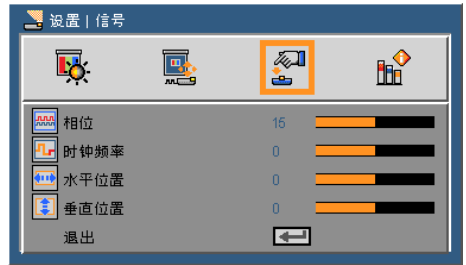 设置 | 信号
相位 15
时钟频率 0
水平位置 0
垂直位置 0
退出